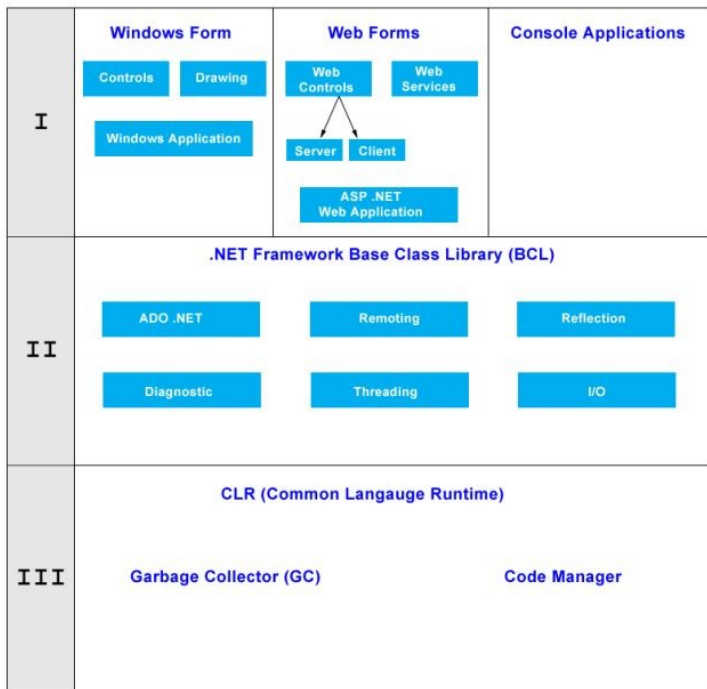 I
Windows Form
Controls
Drawing
Windows Application
Web Forms
Web
Controls
Web
Services
Server
Client
ASP .NET
Web Application
Console Applications
II
.NET Framework Base Class Library (BCL)
ADO .NET
Remoting
Reflection
Diagnostic
Threading
I/O
III
CLR (Common Langauge Runtime)
Garbage Collector (GC)
Code Manager